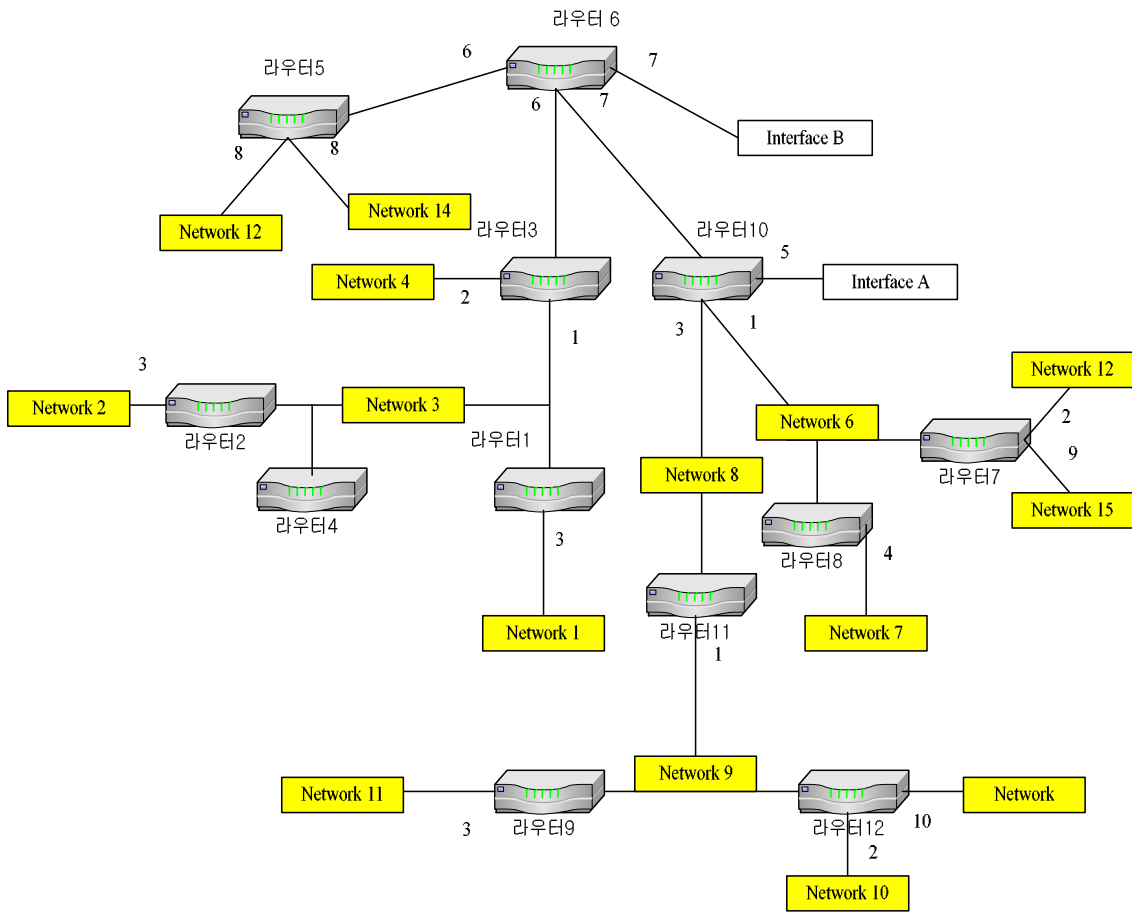 라우터 6
6
7
라우터5
6
7
Interface B
8
8
Network 14
Network 12
라우터3
라우터10
5
Network 4
Interface A
2
3
1
1
3
Network 12
Network 2
Network 3
Network 6
2
라우터1
라우터2
9
라우터7
Network 8
라우터4
Network 15
3
4
라우터8
Network 1
라우터11
Network 7
1
Network 9
Network 11
Network
3
라우터9
라우터12
10
2
Network 10